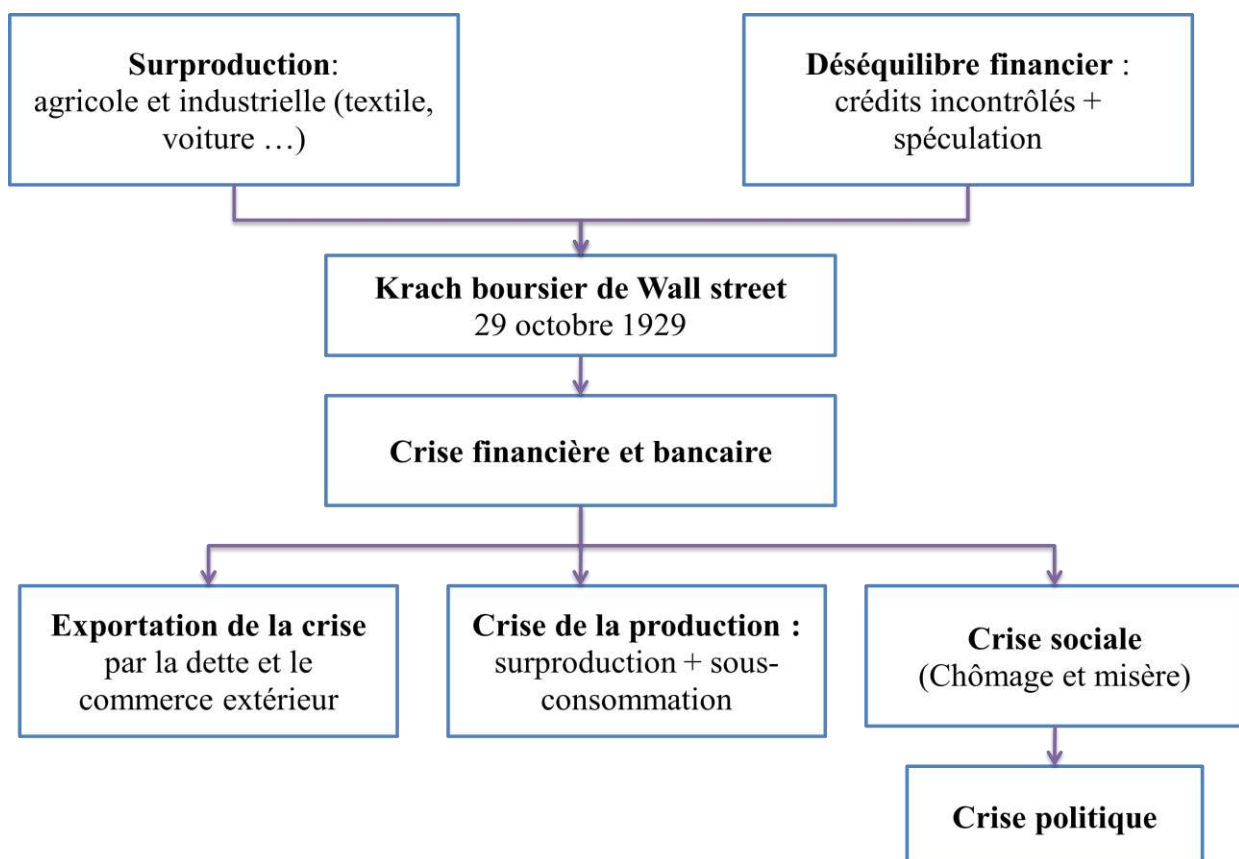 Surproduction:
agricole et industrielle (textile,
voiture …)
Déséquilibre financier :
crédits incontrôlés +
spéculation
Krach boursier de Wall street
29 octobre 1929
Crise financière et bancaire
Exportation de la crise
par la dette et le
commerce extérieur
Crise de la production :
surproduction + sous-
consommation
Crise sociale
(Chômage et misère)
Crise politique